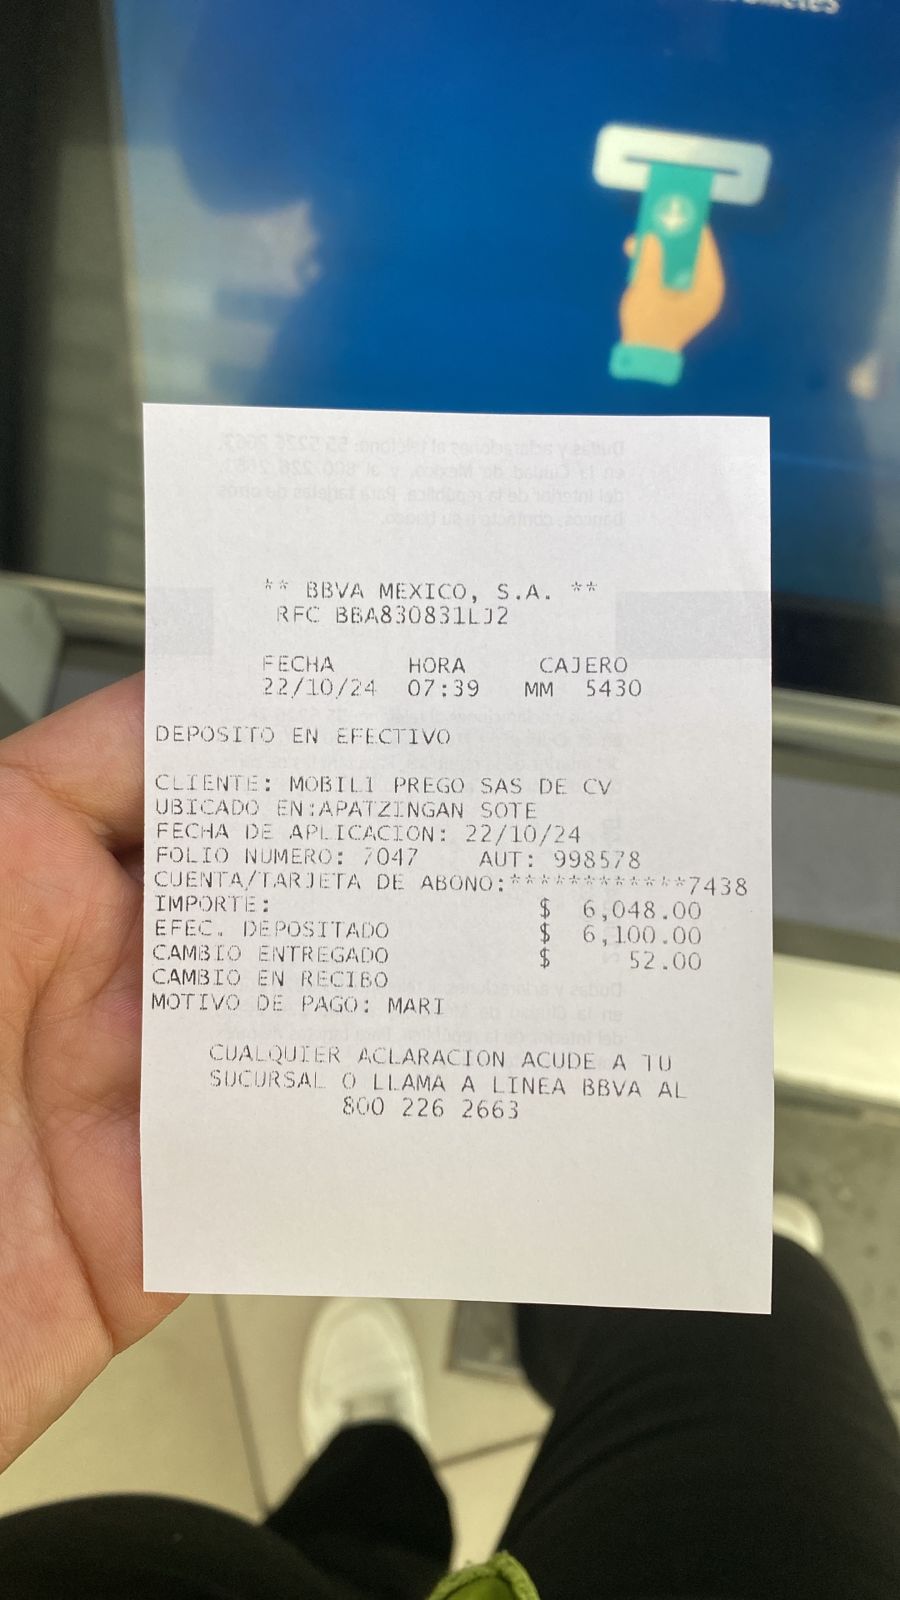 ** BBVA MEXICO, S.A. **
RFC BBA830831LJ2
FECHA HORA CAJERO
22/10/24 07:39 MM 5430
DEPOSITO EN EFECTIVO
CLIENTE: MOBILI PREGO SAS DE CV
UBICADO EN:APATZINGAN SOTE
FECHA DE APLICACION: 22/10/24
FOLIO NUMERO: 7047 AUT: 998578
CUENTA/TARJETA DE ABONO:************7438
IMPORTE: $ 6,048.00
EFEC. DEPOSITADO $ 6,100.00
CAMBIO ENTREGADO $ 52.00
CAMBIO EN RECIBO
MOTIVO DE PAGO: MARI
CUALQUIER ACLARACION ACUDE A TU
SUCURSAL O LLAMA A LINEA BBVA AL
800 226 2663